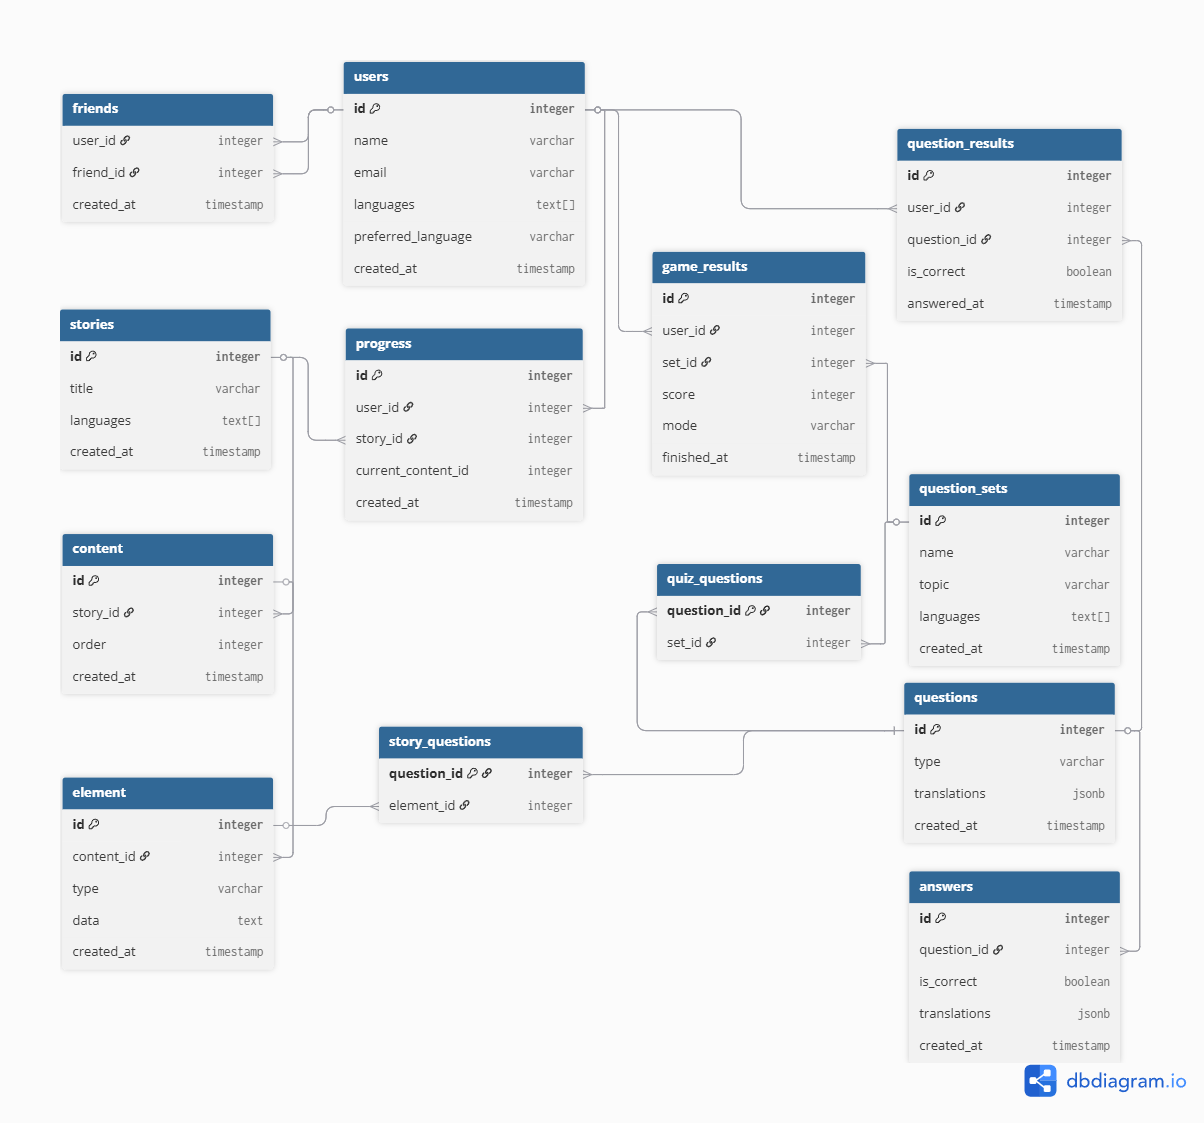 friends
user_id integer
friend_id integer
created_at timestamp
users
id integer
name varchar
email varchar
languages text[]
preferred_language varchar
created_at timestamp
question_results
id integer
user_id integer
question_id integer
is_correct boolean
answered_at timestamp
game_results
id integer
user_id integer
set_id integer
score integer
mode varchar
finished_at timestamp
stories
id integer
title varchar
languages text[]
created_at timestamp
progress
id integer
user_id integer
story_id integer
current_content_id integer
created_at timestamp
question_sets
id integer
name varchar
topic varchar
languages text[]
created_at timestamp
content
id integer
story_id integer
order integer
created_at timestamp
quiz_questions
question_id integer
set_id integer
questions
id integer
type varchar
translations jsonb
created_at timestamp
story_questions
question_id integer
element_id integer
element
id integer
content_id integer
type varchar
data text
created_at timestamp
answers
id integer
question_id integer
is_correct boolean
translations jsonb
created_at timestamp
dbdiagram.io